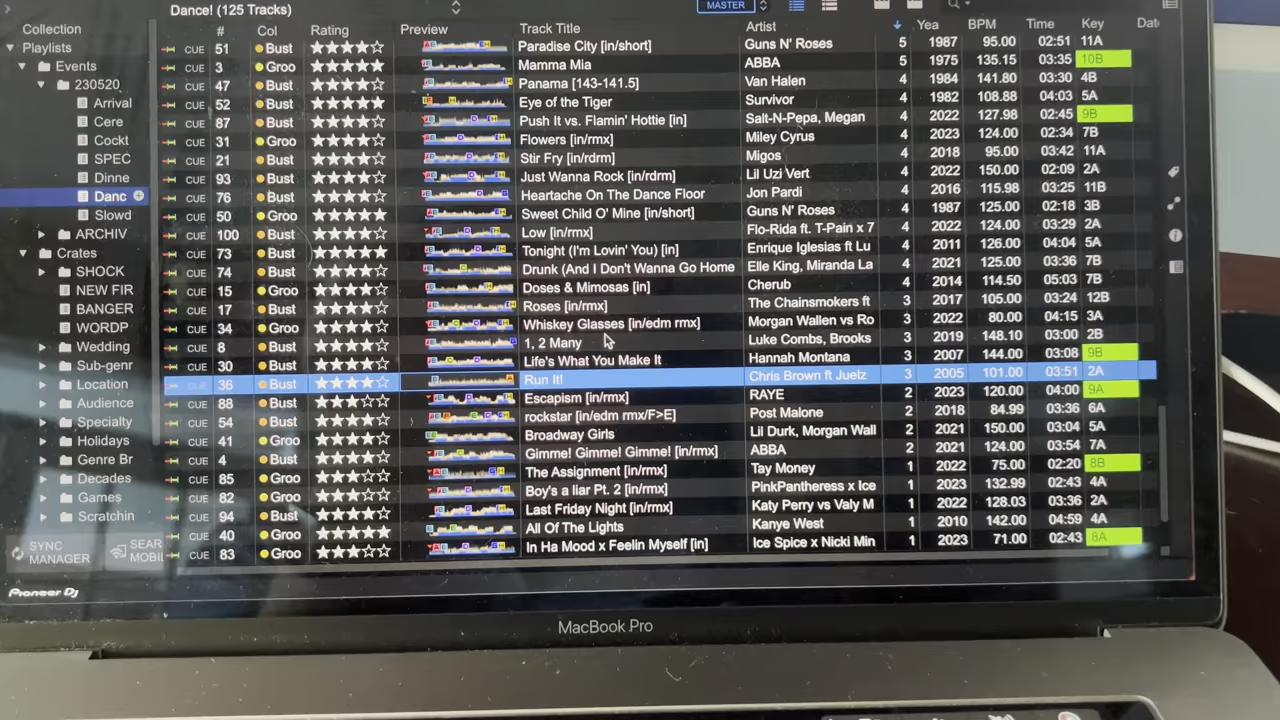 Dance! (125 Tracks)
MASTER
Collection # Col Rating Preview Track Title Artist Yea BPM Time Key Date
Playlists CUE 51 Bust Paradise City [in/short] Guns N' Roses 5 1987 95.00 02:51 11A
Events CUE 3 Groo Mamma Mia ABBA 5 1975 135.15 03:35 10B
230520 CUE 47 Bust Panama [143-141.5] Van Halen 4 1984 141.80 03:30 4B
Arrival CUE 52 Bust Eye of the Tiger Survivor 4 1982 108.88 04:03 5A
Cere CUE 87 Bust Push It vs. Flamin' Hottie [in] Salt-N-Pepa, Megan 4 2022 127.98 02:45 9B
Cockt CUE 31 Groo Flowers [in/rmx] Miley Cyrus 4 2023 124.00 02:34 7B
SPEC CUE 21 Bust Stir Fry [in/rdrm] Migos 4 2018 95.00 03:42 11A
Dinne CUE 93 Bust Just Wanna Rock [in/rdrm] Lil Uzi Vert 4 2022 150.00 02:09 2A
Danc CUE 76 Bust Heartache On The Dance Floor Jon Pardi 4 2016 115.98 03:25 11B
Slowd CUE 50 Groo Sweet Child O' Mine [in/short] Guns N' Roses 4 1987 125.00 02:18 3B
ARCHIV CUE 100 Bust Low [in/rmx] Flo-Rida ft. T-Pain x 7 4 2022 124.00 03:29 2A
Crates CUE 73 Bust Tonight (I'm Lovin' You) [in] Enrique Iglesias ft Lu 4 2011 126.00 04:04 5A
SHOCK CUE 74 Bust Drunk (And I Don't Wanna Go Home Elle King, Miranda La 4 2021 125.00 03:36 7B
NEW FIR CUE 15 Groo Doses & Mimosas [in] Cherub 4 2014 114.50 05:03 7B
BANGER CUE 17 Bust Roses [in/rmx] The Chainsmokers ft 3 2017 105.00 03:24 12B
WORDP CUE 34 Groo Whiskey Glasses [in/edm rmx] Morgan Wallen vs Ro 3 2022 80.00 04:15 3A
Wedding CUE 8 Bust 1, 2 Many Luke Combs, Brooks 3 2019 148.10 03:00 2B
Sub-genr CUE 30 Bust Life's What You Make It Hannah Montana 3 2007 144.00 03:08 9B
Location CUE 36 Bust Run It! Chris Brown ft Juelz 3 2005 101.00 03:51 2A
Audience CUE 88 Bust Escapism [in/rmx] RAYE 2 2023 120.00 04:00 9A
Specialty CUE 54 Bust rockstar [in/edm rmx/F>E] Post Malone 2 2018 84.99 03:36 6A
Holidays CUE 41 Groo Broadway Girls Lil Durk, Morgan Wall 2 2021 150.00 03:04 5A
Genre Br CUE 4 Bust Gimme! Gimme! Gimme! [in/rmx] ABBA 2 2021 124.00 03:54 7A
Decades CUE 85 Groo The Assignment [in/rmx] Tay Money 1 2022 75.00 02:20 8B
Games CUE 82 Groo Boy's a liar Pt. 2 [in/rmx] PinkPantheress x Ice 1 2023 132.99 02:43 4A
Scratchin CUE 94 Bust Last Friday Night [in/rmx] Katy Perry vs Valy M 1 2022 128.03 03:36 2A
CUE 40 Groo All Of The Lights Kanye West 1 2010 142.00 04:59 4A
CUE 83 Groo In Ha Mood x Feelin Myself [in] Ice Spice x Nicki Min 1 2023 71.00 02:43 8A
SYNC MANAGER
SEAR MOBIL
Pioneer Dj
MacBook Pro